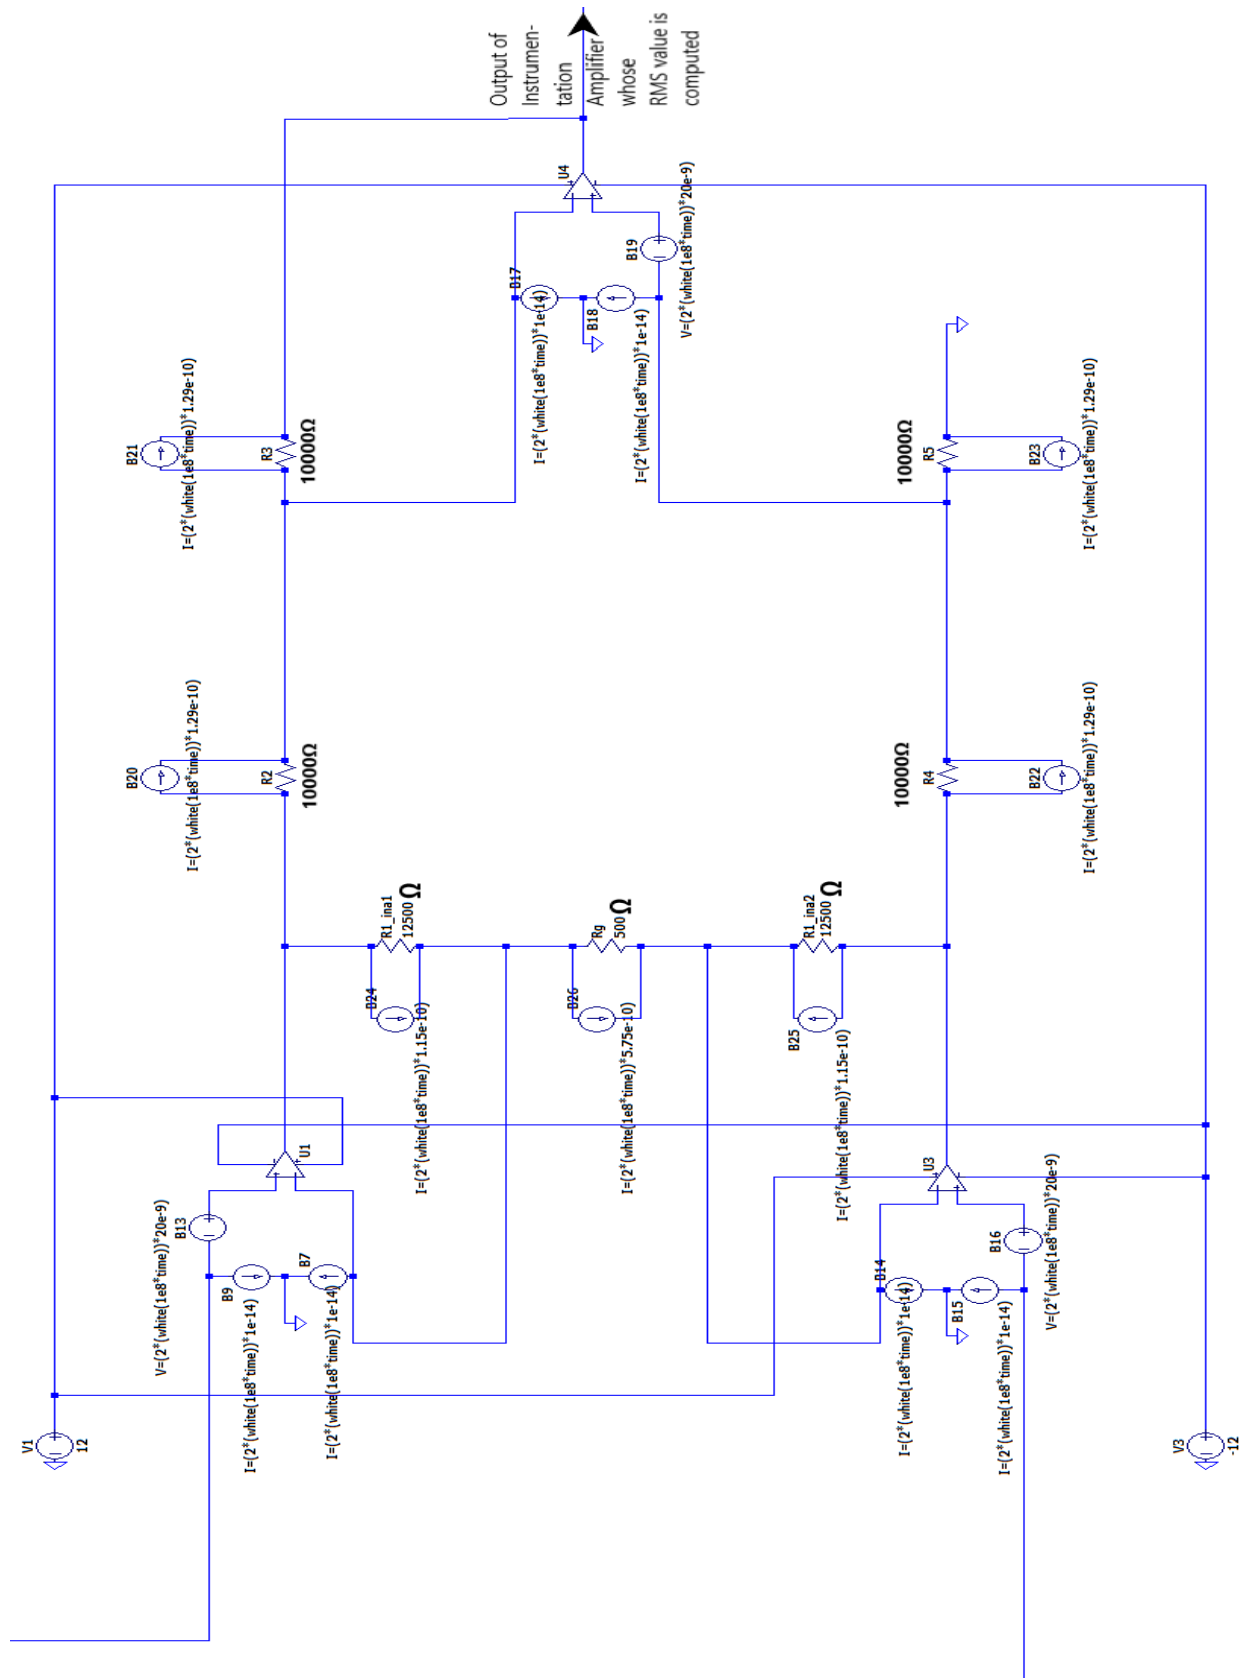 Output of
Instrumen-
tation
Amplifier
whose
RMS value is
computed
U4
B19
V=(2*(white(1e8*time))*20e-9)
B17
I=(2*(white(1e8*time))*1e-14)
B18
I=(2*(white(1e8*time))*1e-14)
B21
I=(2*(white(1e8*time))*1.29e-10)
R3
10000Ω
R5
10000Ω
B23
I=(2*(white(1e8*time))*1.29e-10)
B20
I=(2*(white(1e8*time))*1.29e-10)
R2
10000Ω
R4
10000Ω
B22
I=(2*(white(1e8*time))*1.29e-10)
R1_ina1
12500Ω
B24
I=(2*(white(1e8*time))*1.15e-10)
Rg
500Ω
B26
I=(2*(white(1e8*time))*5.75e-10)
R1_ina2
12500Ω
B25
I=(2*(white(1e8*time))*1.15e-10)
U1
B13
V=(2*(white(1e8*time))*20e-9)
B9
I=(2*(white(1e8*time))*1e-14)
B7
I=(2*(white(1e8*time))*1e-14)
U3
B16
V=(2*(white(1e8*time))*20e-9)
B14
I=(2*(white(1e8*time))*1e-14)
B15
I=(2*(white(1e8*time))*1e-14)
V1
12
V3
-12